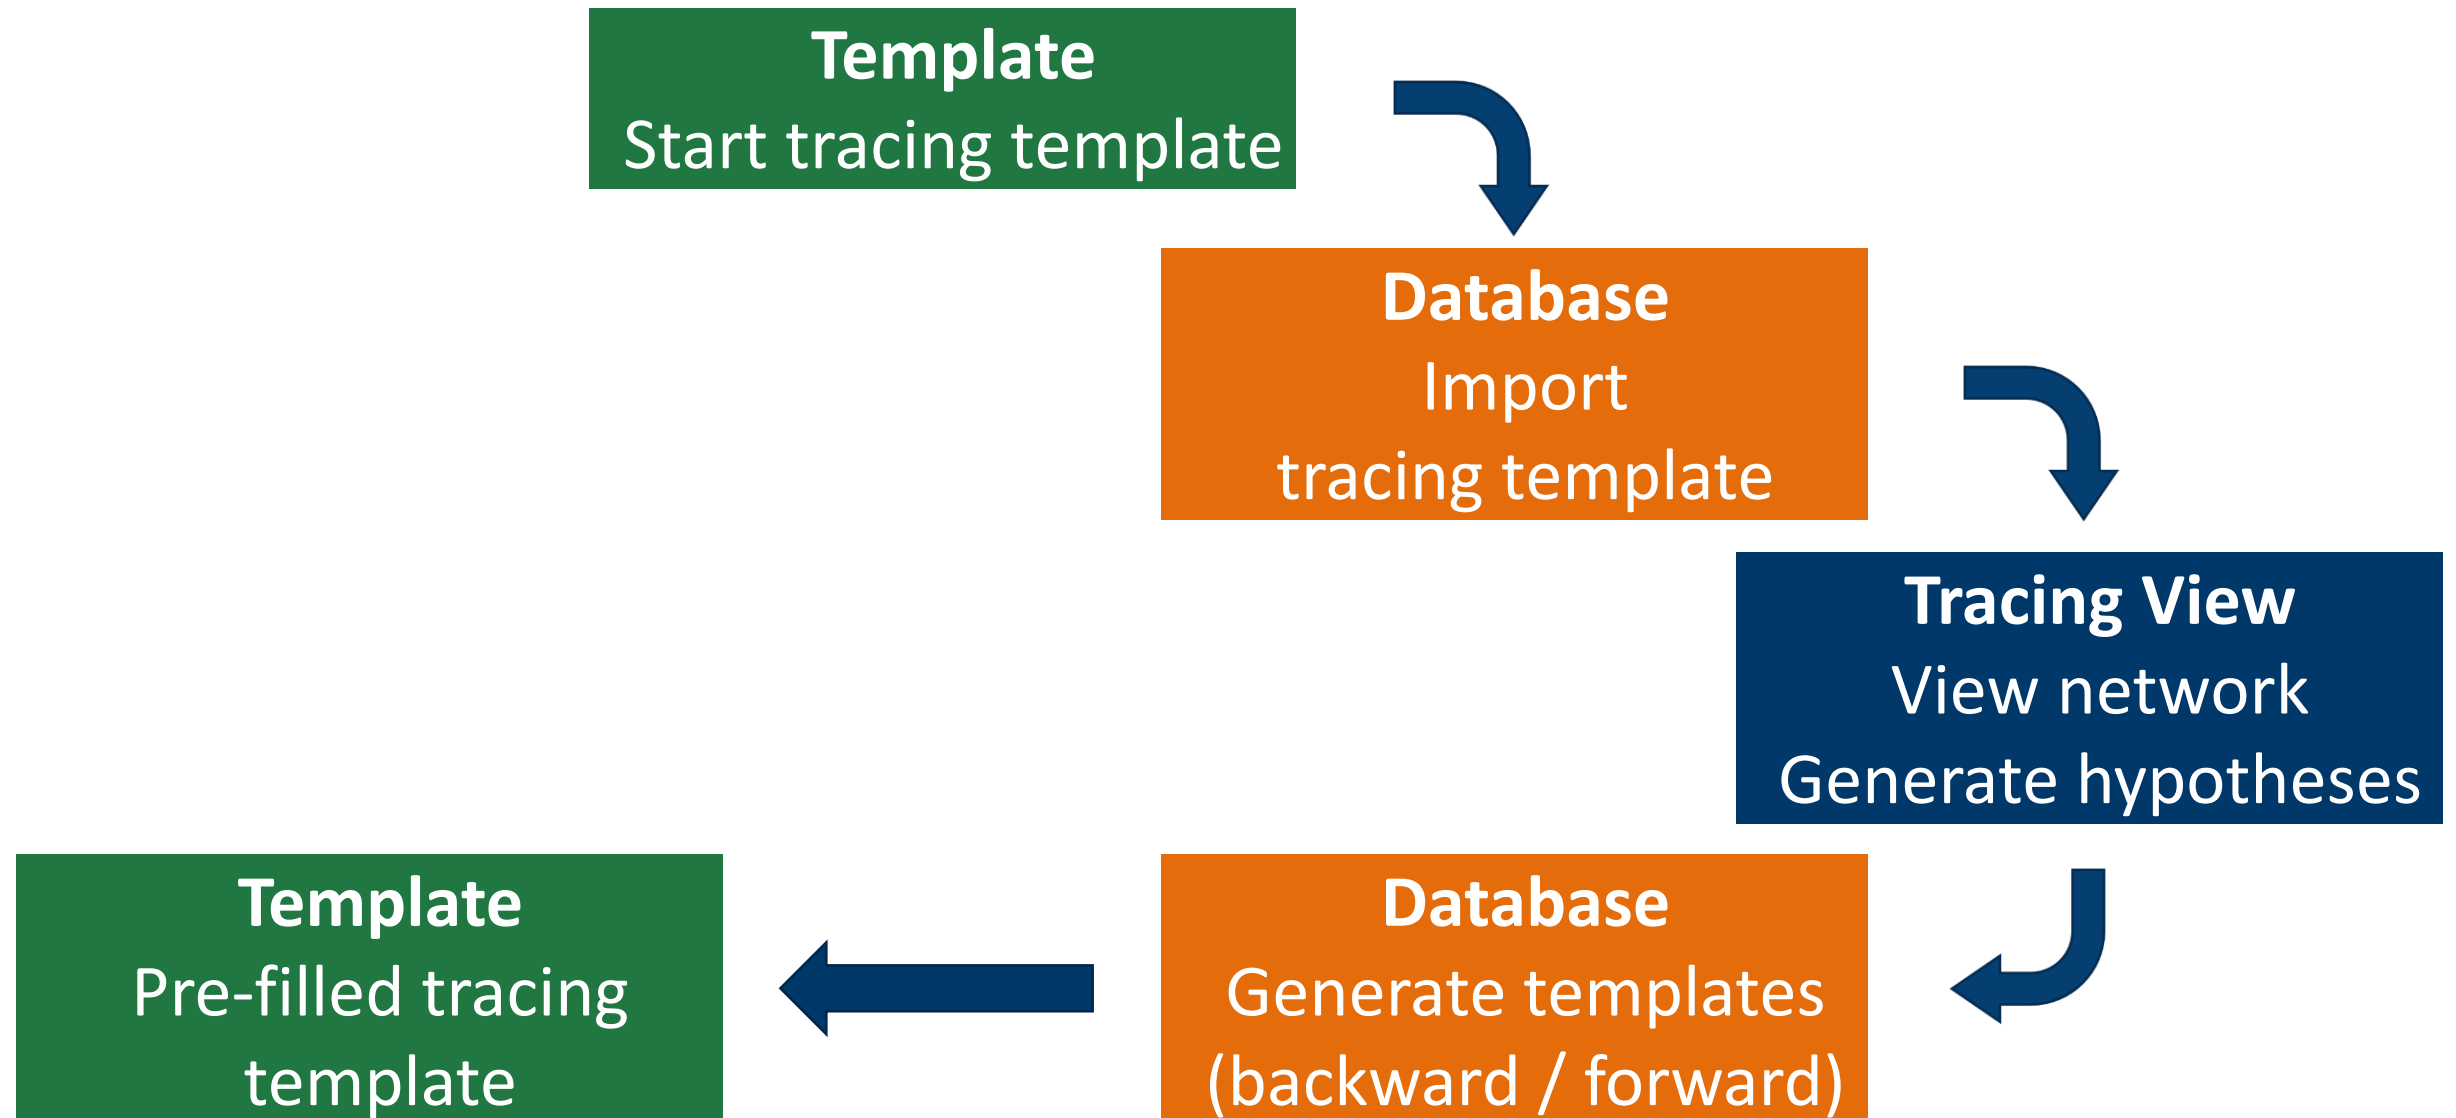 Template
Start tracing template
Database
Import
tracing template
Tracing View
View network
Generate hypotheses
Database
Generate templates
(backward / forward)
Template
Pre-filled tracing
template